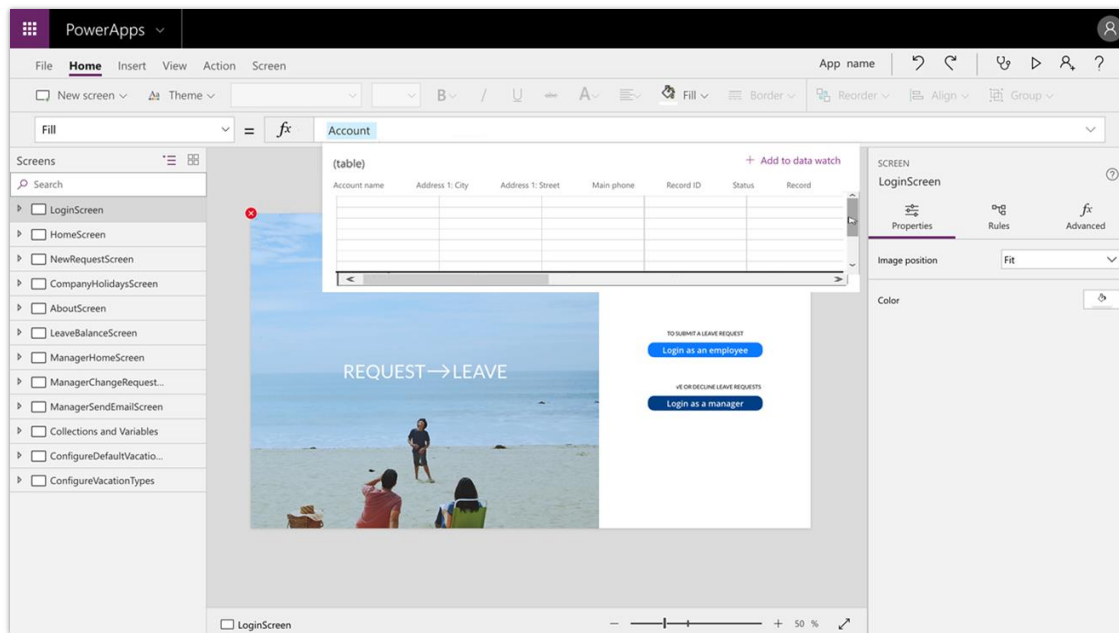 PowerApps
File Home Insert View Action Screen App name ?
New screen Theme B / U abc A Fill Border Reorder Align Group
Fill = fx Account
Screens
Search
LoginScreen
HomeScreen
NewRequestScreen
CompanyHolidaysScreen
AboutScreen
LeaveBalanceScreen
ManagerHomeScreen
ManagerChangeRequest...
ManagerSendEmailScreen
Collections and Variables
ConfigureDefaultVacatio...
ConfigureVacationTypes
(table) + Add to data watch
Account name Address 1: City Address 1: Street Main phone Record ID Status Record
REQUEST→LEAVE
TO SUBMIT A LEAVE REQUEST
Login as an employee
VE OR DECLINE LEAVE REQUESTS
Login as a manager
SCREEN
LoginScreen
Properties Rules fx Advanced
Image position Fit
Color
LoginScreen − + 50 %